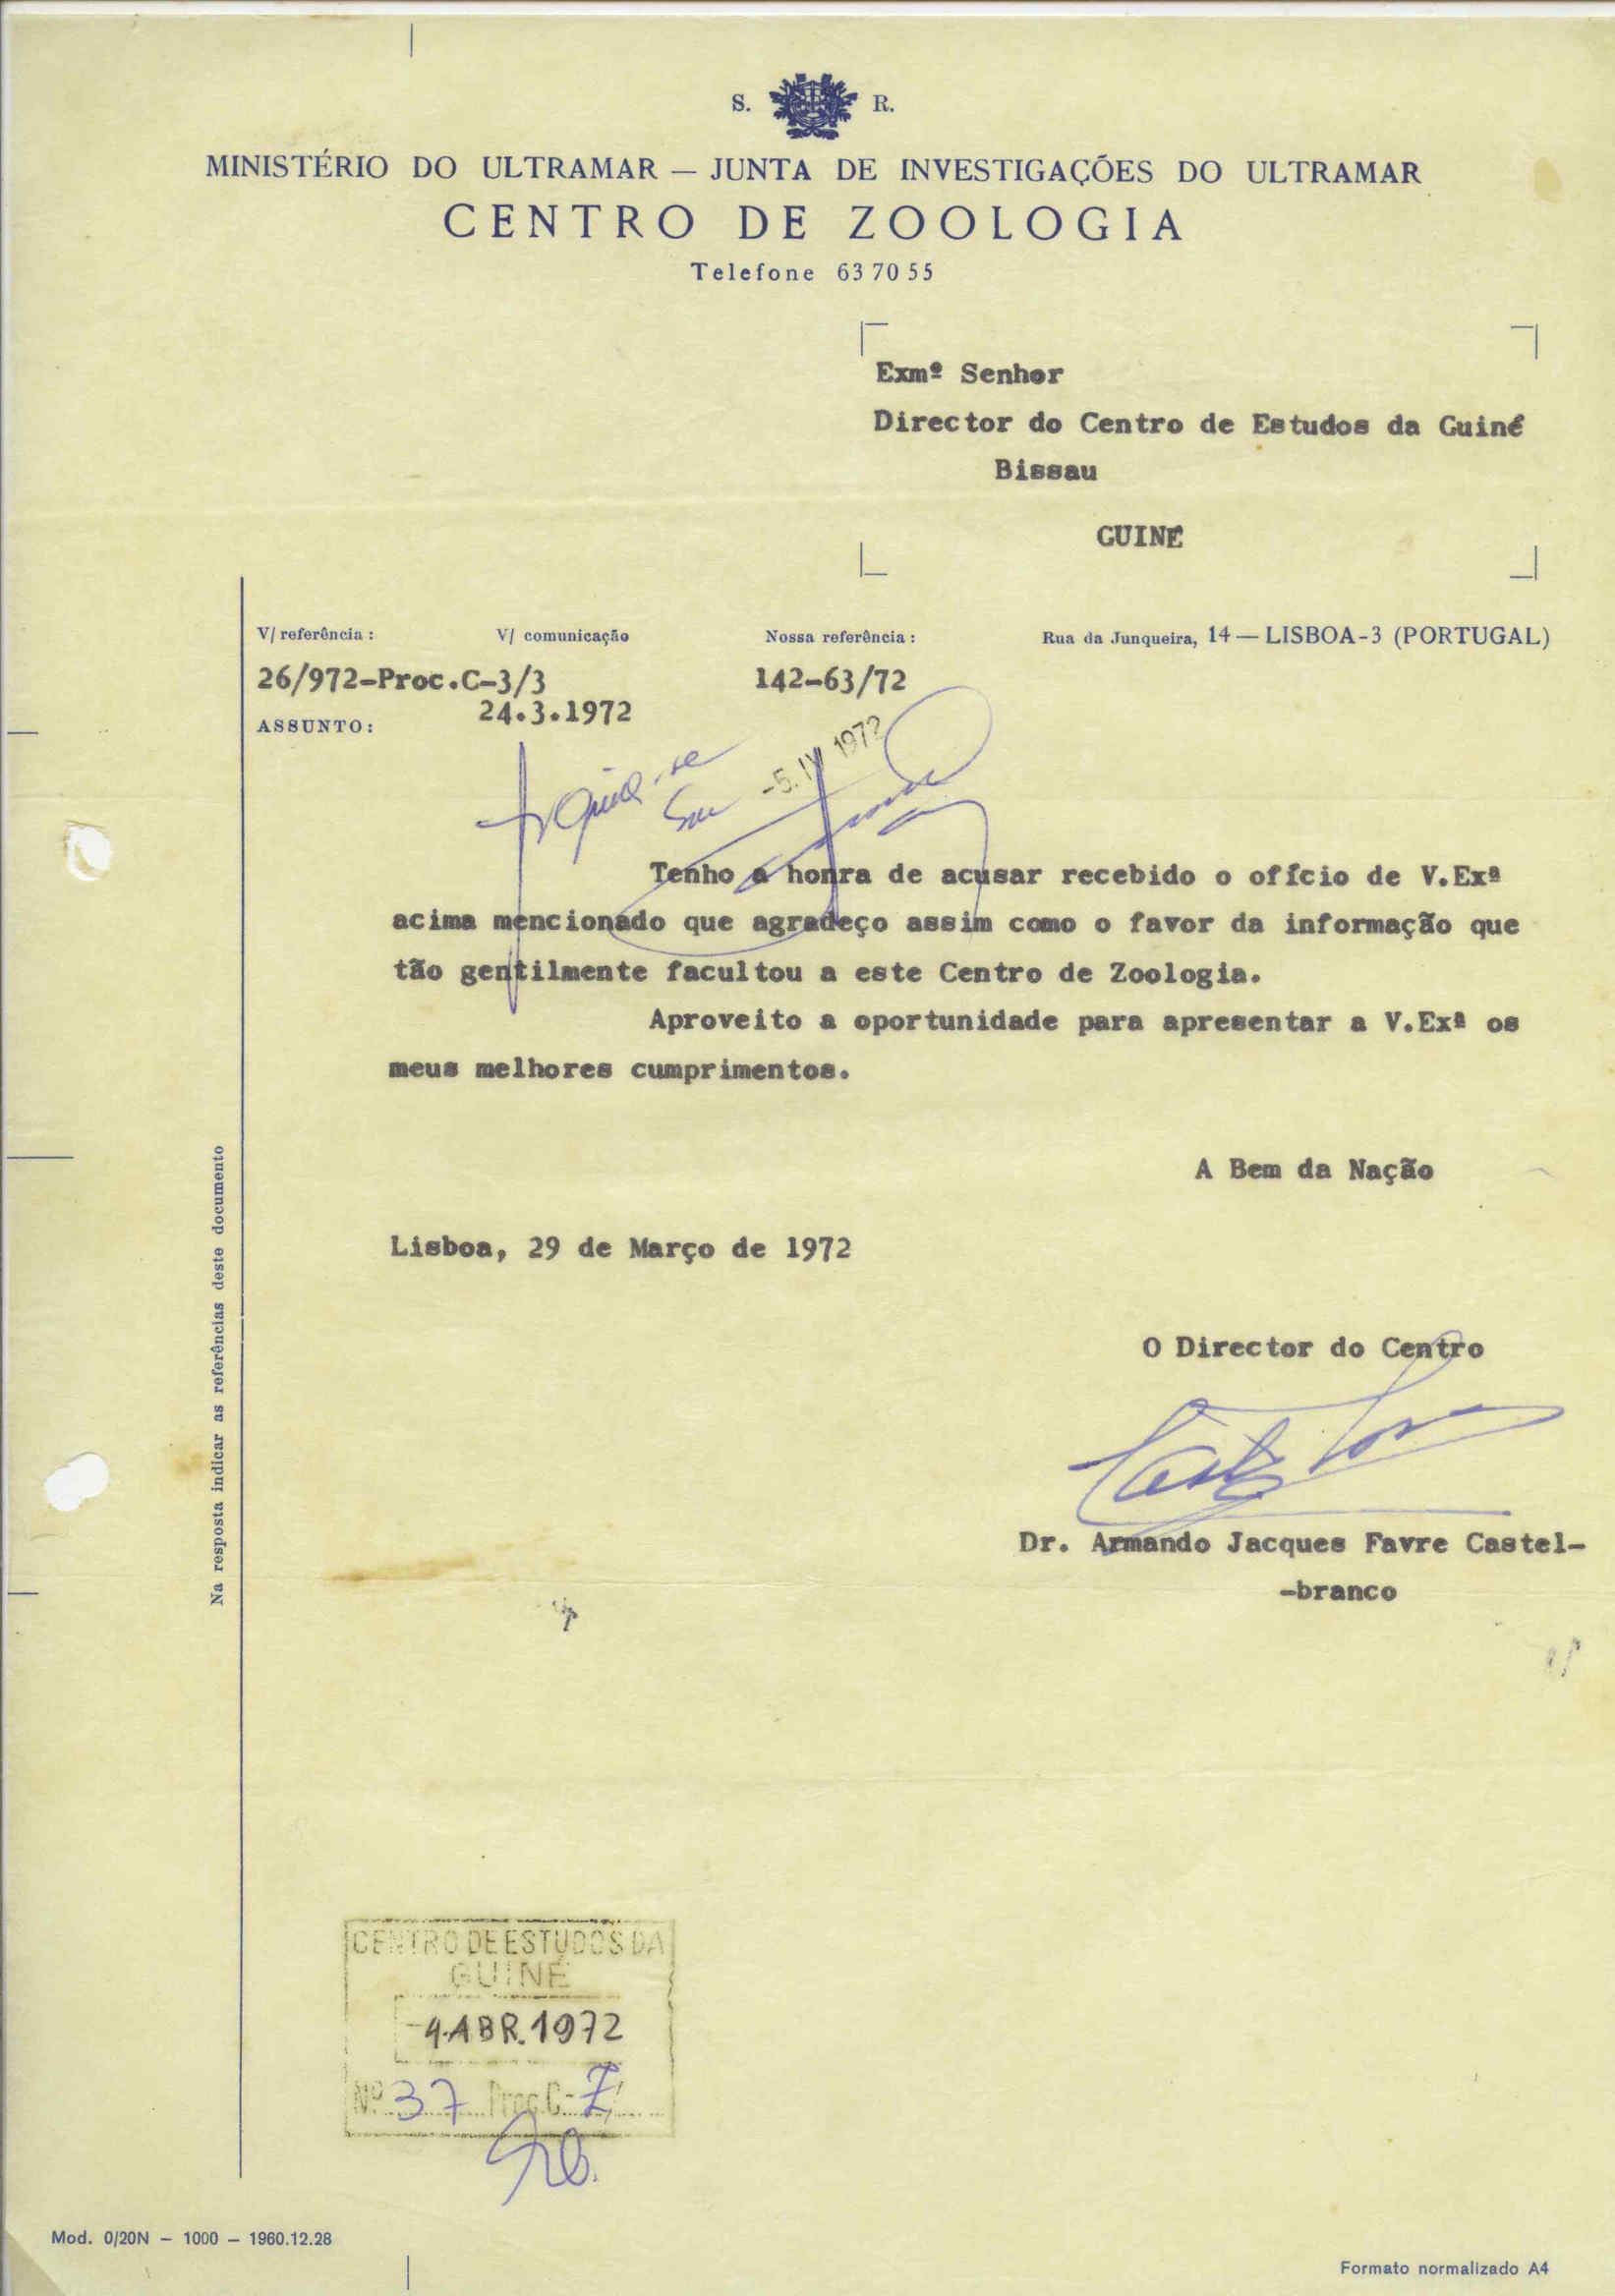 S. R.
MINISTÉRIO DO ULTRAMAR — JUNTA DE INVESTIGAÇÕES DO ULTRAMAR
CENTRO DE ZOOLOGIA
Telefone 63 70 55
Exmº Senhor
Director do Centro de Estudos da Guiné
Bissau
GUINÉ
V/ referência : V/ comunicação Nossa referência : Rua da Junqueira, 14 — LISBOA-3 (PORTUGAL)
26/972-Proc.C-3/3 142-63/72
24.3.1972
ASSUNTO:
Arquive-se
-5. IV 1972
Tenho a honra de acusar recebido o ofício de V.Exª
acima mencionado que agradeço assim como o favor da informação que
tão gentilmente facultou a este Centro de Zoologia.
Aproveito a oportunidade para apresentar a V.Exª os
meus melhores cumprimentos.
A Bem da Nação
Lisboa, 29 de Março de 1972
O Director do Centro
Dr. Armando Jacques Favre Castel-
-branco
Na resposta indicar as referências deste documento
CENTRO DE ESTUDOS DA
GUINÉ
-4.ABR.1972
Nº 37 Proc.C-Z
Mod. 0/20N — 1000 — 1960.12.28
Formato normalizado A4